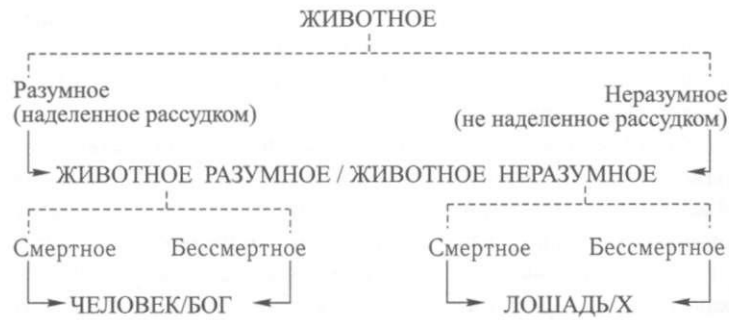 ЖИВОТНОЕ
Разумное
(наделенное рассудком)
Неразумное
(не наделенное рассудком)
ЖИВОТНОЕ РАЗУМНОЕ / ЖИВОТНОЕ НЕРАЗУМНОЕ
Смертное Бессмертное Смертное Бессмертное
ЧЕЛОВЕК/БОГ ЛОШАДЬ/Х